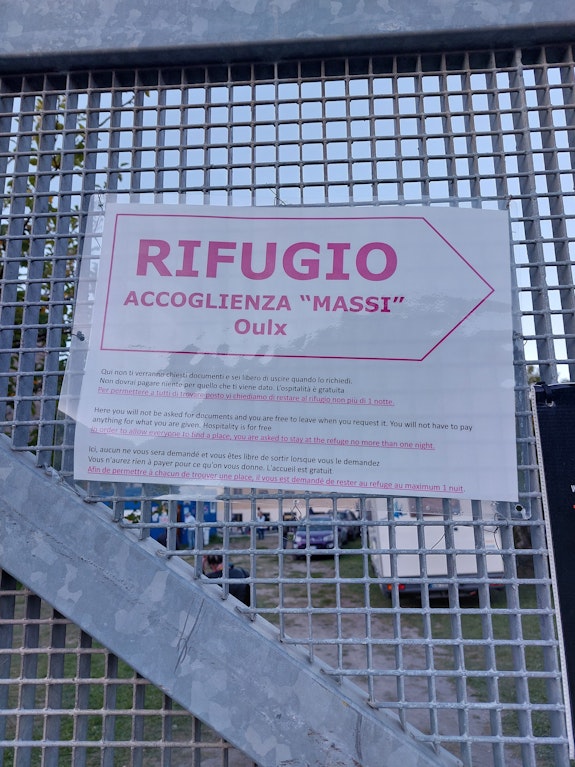 RIFUGIO
ACCOGLIENZA “MASSI”
Oulx
Qui non ti verranno chiesti documenti e sei libero di uscire quando lo richiedi.
Non dovrai pagare niente per quello che ti viene dato. L'ospitalità è gratuita
Per permettere a tutti di trovare posto vi chiediamo di restare al rifugio non più di 1 notte.
Here you will not be asked for documents and you are free to leave when you request it. You will not have to pay
anything for what you are given. Hospitality is for free
In order to allow everyone to find a place, you are asked to stay at the refuge no more than one night.
Ici, aucun document ne vous sera demandé et vous êtes libre de sortir lorsque vous le demandez
Vous n'aurez rien à payer pour ce qu'on vous donne. L'accueil est gratuit
Afin de permettre à chacun de trouver une place, il vous est demandé de rester au refuge au maximum 1 nuit.